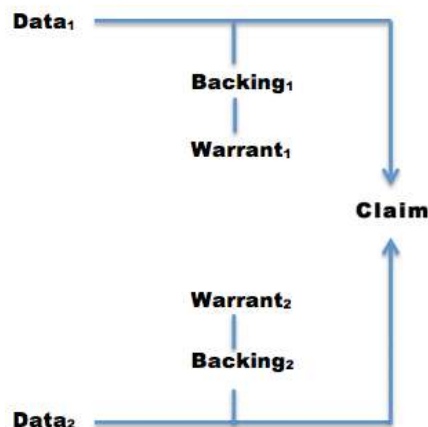 Data₁
Backing₁
Warrant₁
Claim
Warrant₂
Backing₂
Data₂